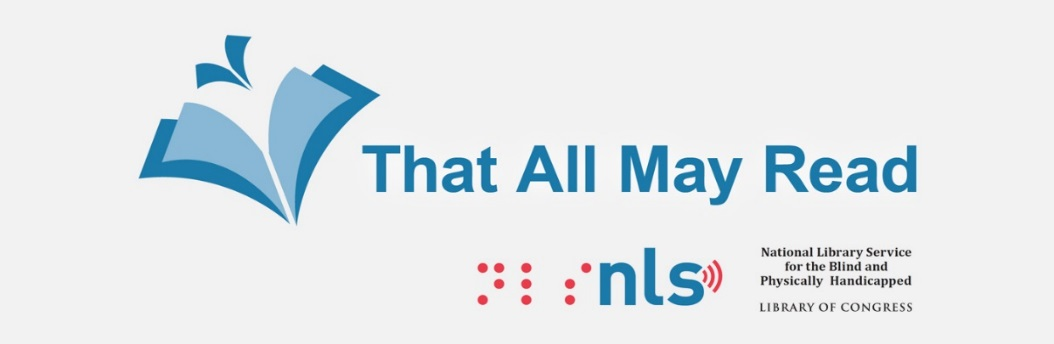 That All May Read
⠝⠇⠎ nls
National Library Service
for the Blind and
Physically Handicapped
LIBRARY OF CONGRESS